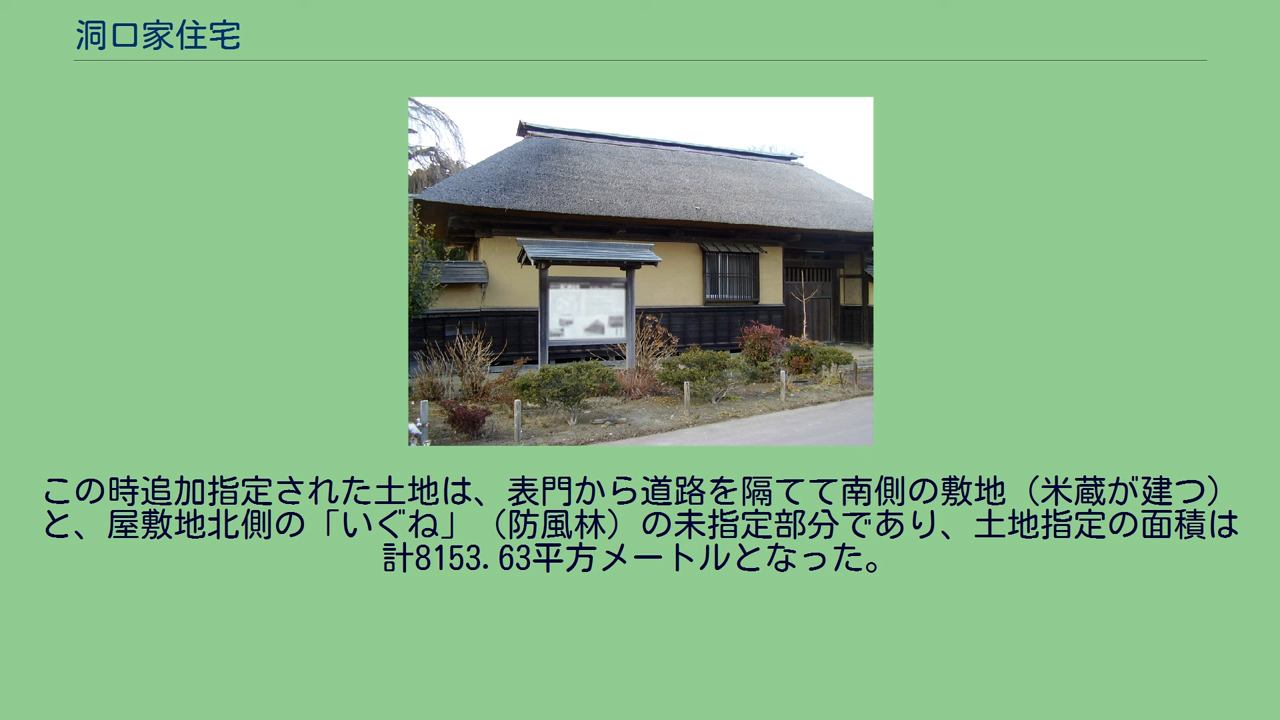 洞口家住宅
この時追加指定された土地は、表門から道路を隔てて南側の敷地（米蔵が建つ）
と、屋敷地北側の「いぐね」（防風林）の未指定部分であり、土地指定の面積は
計8153.63平方メートルとなった。